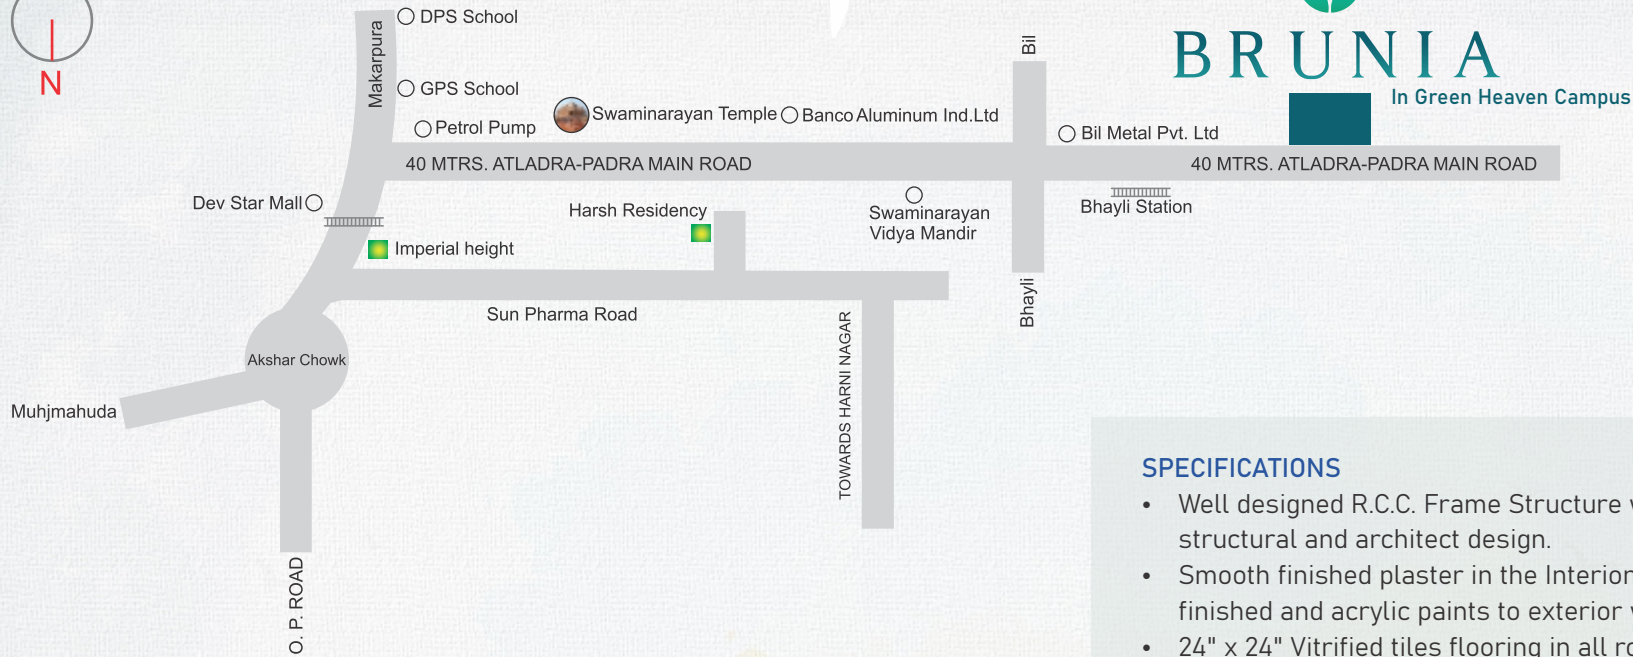 N
Makarpura
DPS School
GPS School
Petrol Pump
Swaminarayan Temple
Banco Aluminum Ind.Ltd
Bil
BRUNIA
In Green Heaven Campus
Bil Metal Pvt. Ltd
40 MTRS. ATLADRA-PADRA MAIN ROAD
40 MTRS. ATLADRA-PADRA MAIN ROAD
Dev Star Mall
Harsh Residency
Swaminarayan
Vidya Mandir
Bhayli Station
Imperial height
Sun Pharma Road
Bhayli
TOWARDS HARNI NAGAR
Akshar Chowk
Muhjmahuda
O. P. ROAD
SPECIFICATIONS
• Well designed R.C.C. Frame Structure
structural and architect design.
• Smooth finished plaster in the Interior
finished and acrylic paints to exterior
• 24" x 24" Vitrified tiles flooring in all